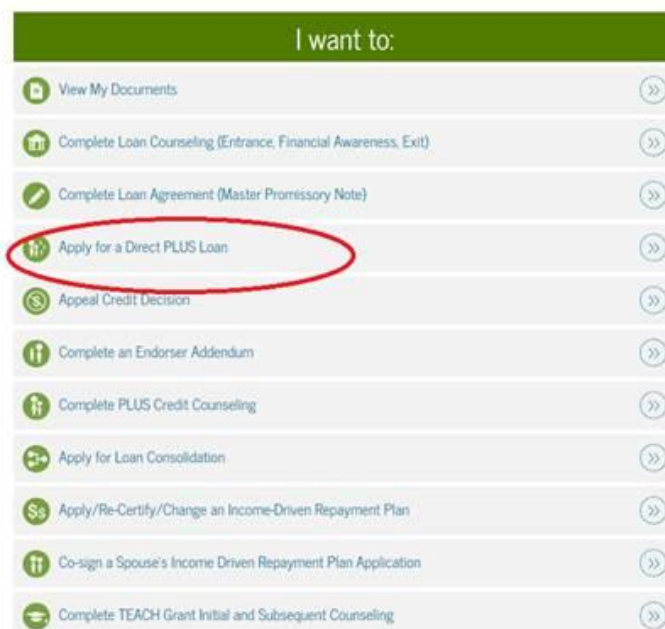 I want to:
View My Documents
Complete Loan Counseling (Entrance, Financial Awareness, Exit)
Complete Loan Agreement (Master Promissory Note)
Apply for a Direct PLUS Loan
Appeal Credit Decision
Complete an Endorser Addendum
Complete PLUS Credit Counseling
Apply for Loan Consolidation
Apply/Re-Certify/Change an Income-Driven Repayment Plan
Co-sign a Spouse's Income Driven Repayment Plan Application
Complete TEACH Grant Initial and Subsequent Counseling